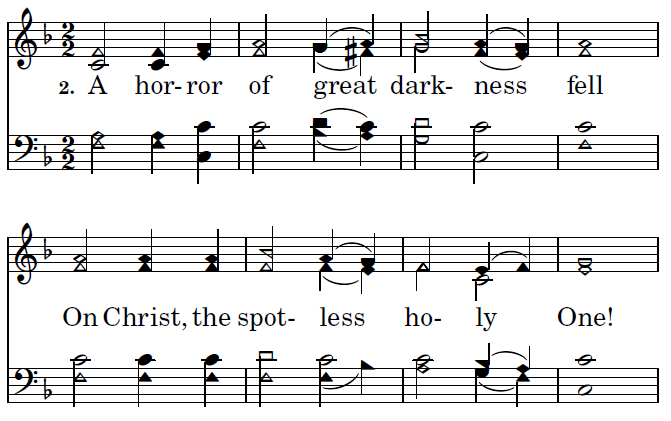 2. A hor- ror of great dark- ness fell
On Christ, the spot- less ho- ly One!